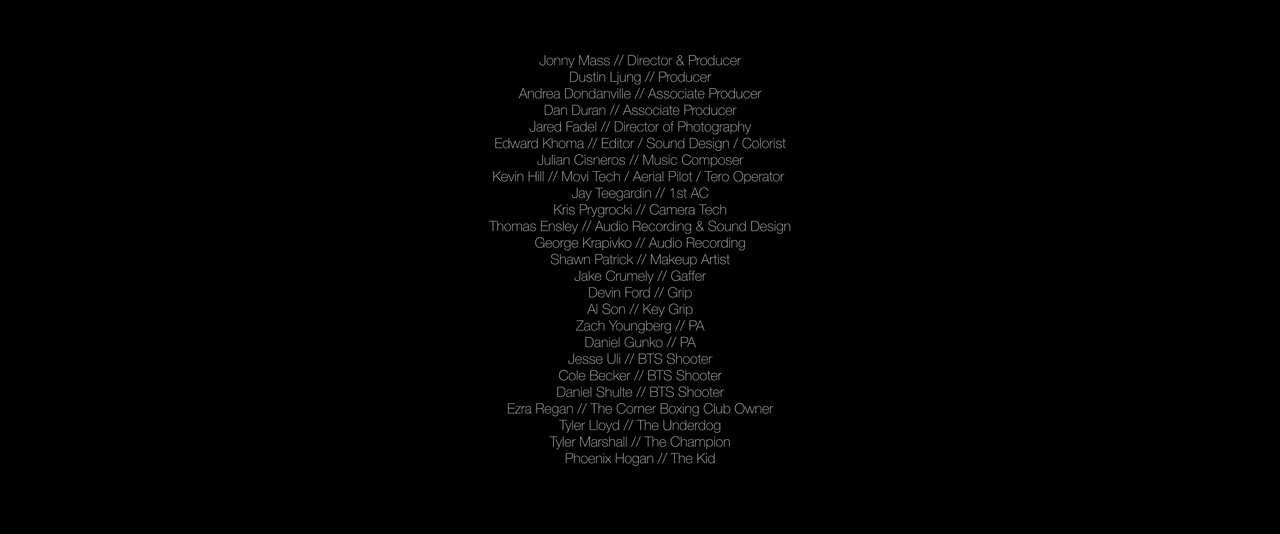 Jonny Mass // Director & Producer
Dustin Ljung // Producer
Andrea Dondanville // Associate Producer
Dan Duran // Associate Producer
Jared Fadel // Director of Photography
Edward Khoma // Editor / Sound Design / Colorist
Julian Cisneros // Music Composer
Kevin Hill // Movi Tech / Aerial Pilot / Tero Operator
Jay Teegardin // 1st AC
Kris Prygrocki // Camera Tech
Thomas Ensley // Audio Recording & Sound Design
George Krapivko // Audio Recording
Shawn Patrick // Makeup Artist
Jake Crumely // Gaffer
Devin Ford // Grip
Al Son // Key Grip
Zach Youngberg // PA
Daniel Gunko // PA
Jesse Uli // BTS Shooter
Cole Becker // BTS Shooter
Daniel Shulte // BTS Shooter
Ezra Regan // The Corner Boxing Club Owner
Tyler Lloyd // The Underdog
Tyler Marshall // The Champion
Phoenix Hogan // The Kid